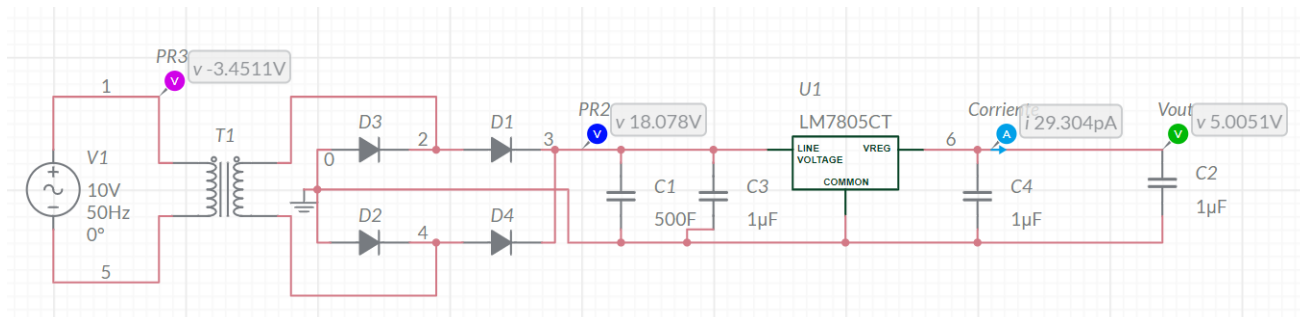 PR3
v -3.4511V
V
1
T1
V1
10V
50Hz
0°
5
D3
2
D1
3
0
D2
4
D4
PR2
v 18.078V
V
C1
500F
C3
1μF
U1
LM7805CT
LINE
VOLTAGE
VREG
COMMON
6
i 29.304pA
A
C4
1μF
Vout
v 5.0051V
V
C2
1μF